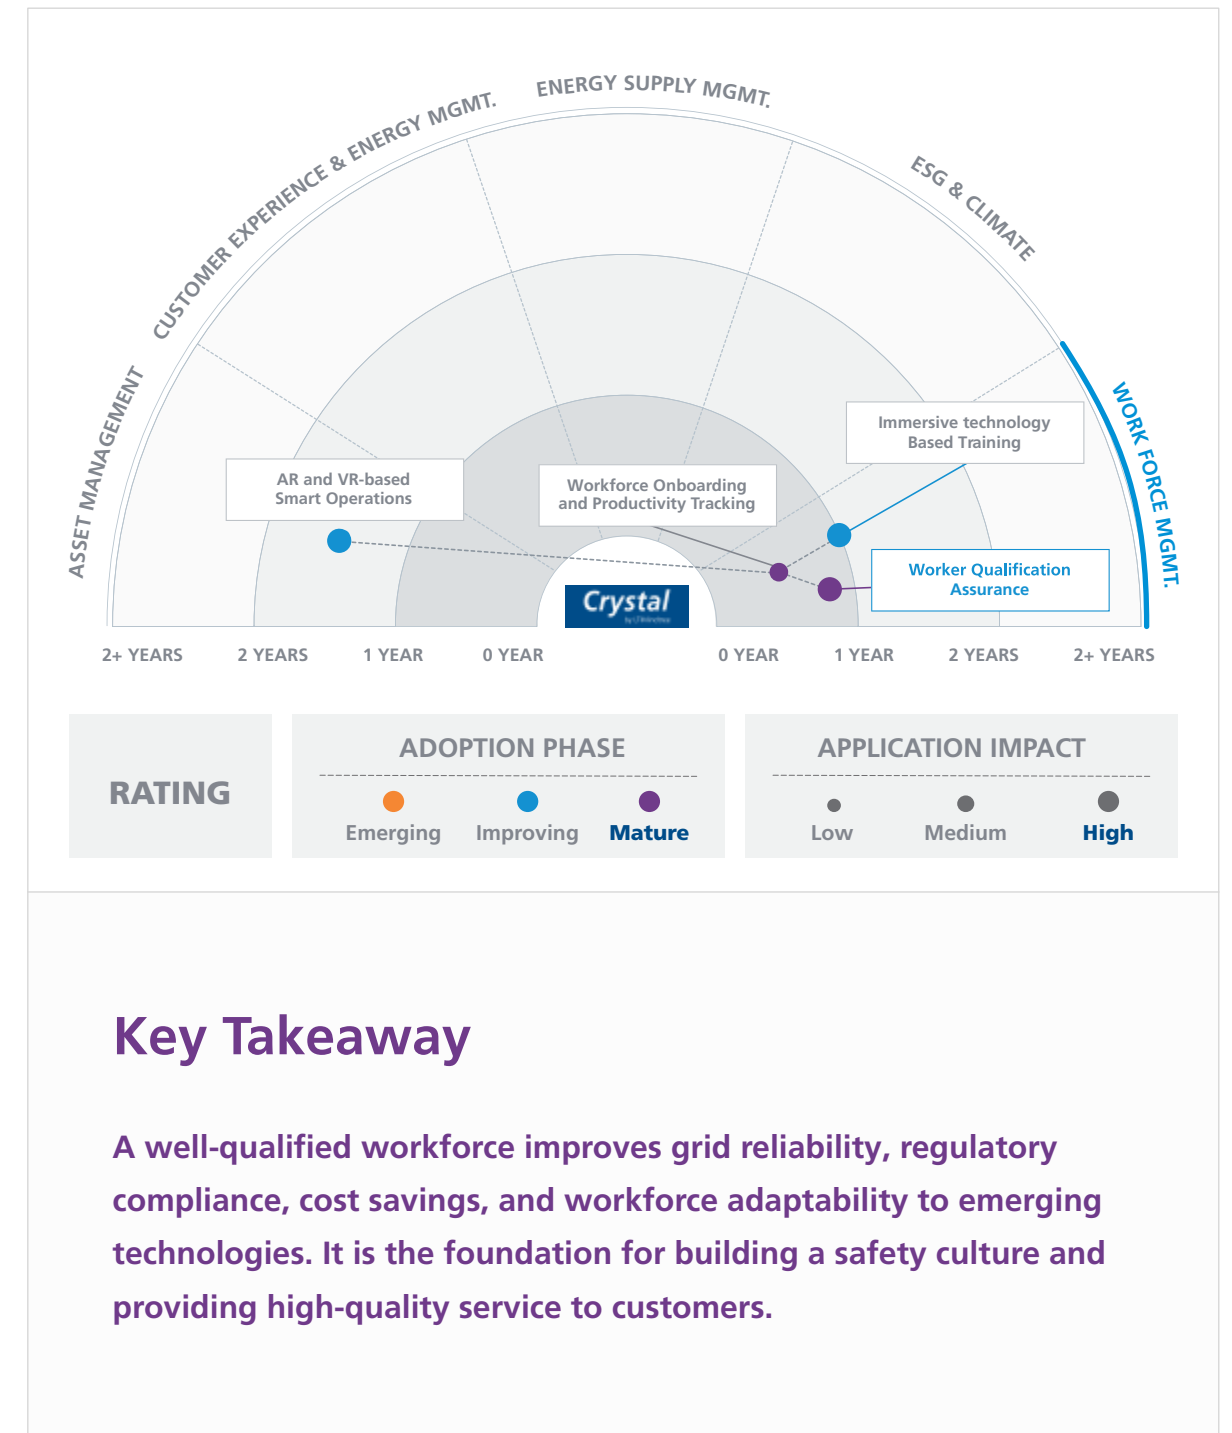 ENERGY SUPPLY MGMT.
CUSTOMER EXPERIENCE & ENERGY MGMT.
ESG & CLIMATE
ASSET MANAGEMENT
WORK FORCE MGMT.
Immersive technology
Based Training
AR and VR-based
Smart Operations
Workforce Onboarding
and Productivity Tracking
Worker Qualification
Assurance
Crystal
2+ YEARS
2 YEARS
1 YEAR
0 YEAR
0 YEAR
1 YEAR
2 YEARS
2+ YEARS
RATING
ADOPTION PHASE
Emerging
Improving
Mature
APPLICATION IMPACT
Low
Medium
High
Key Takeaway
A well-qualified workforce improves grid reliability, regulatory
compliance, cost savings, and workforce adaptability to emerging
technologies. It is the foundation for building a safety culture and
providing high-quality service to customers.